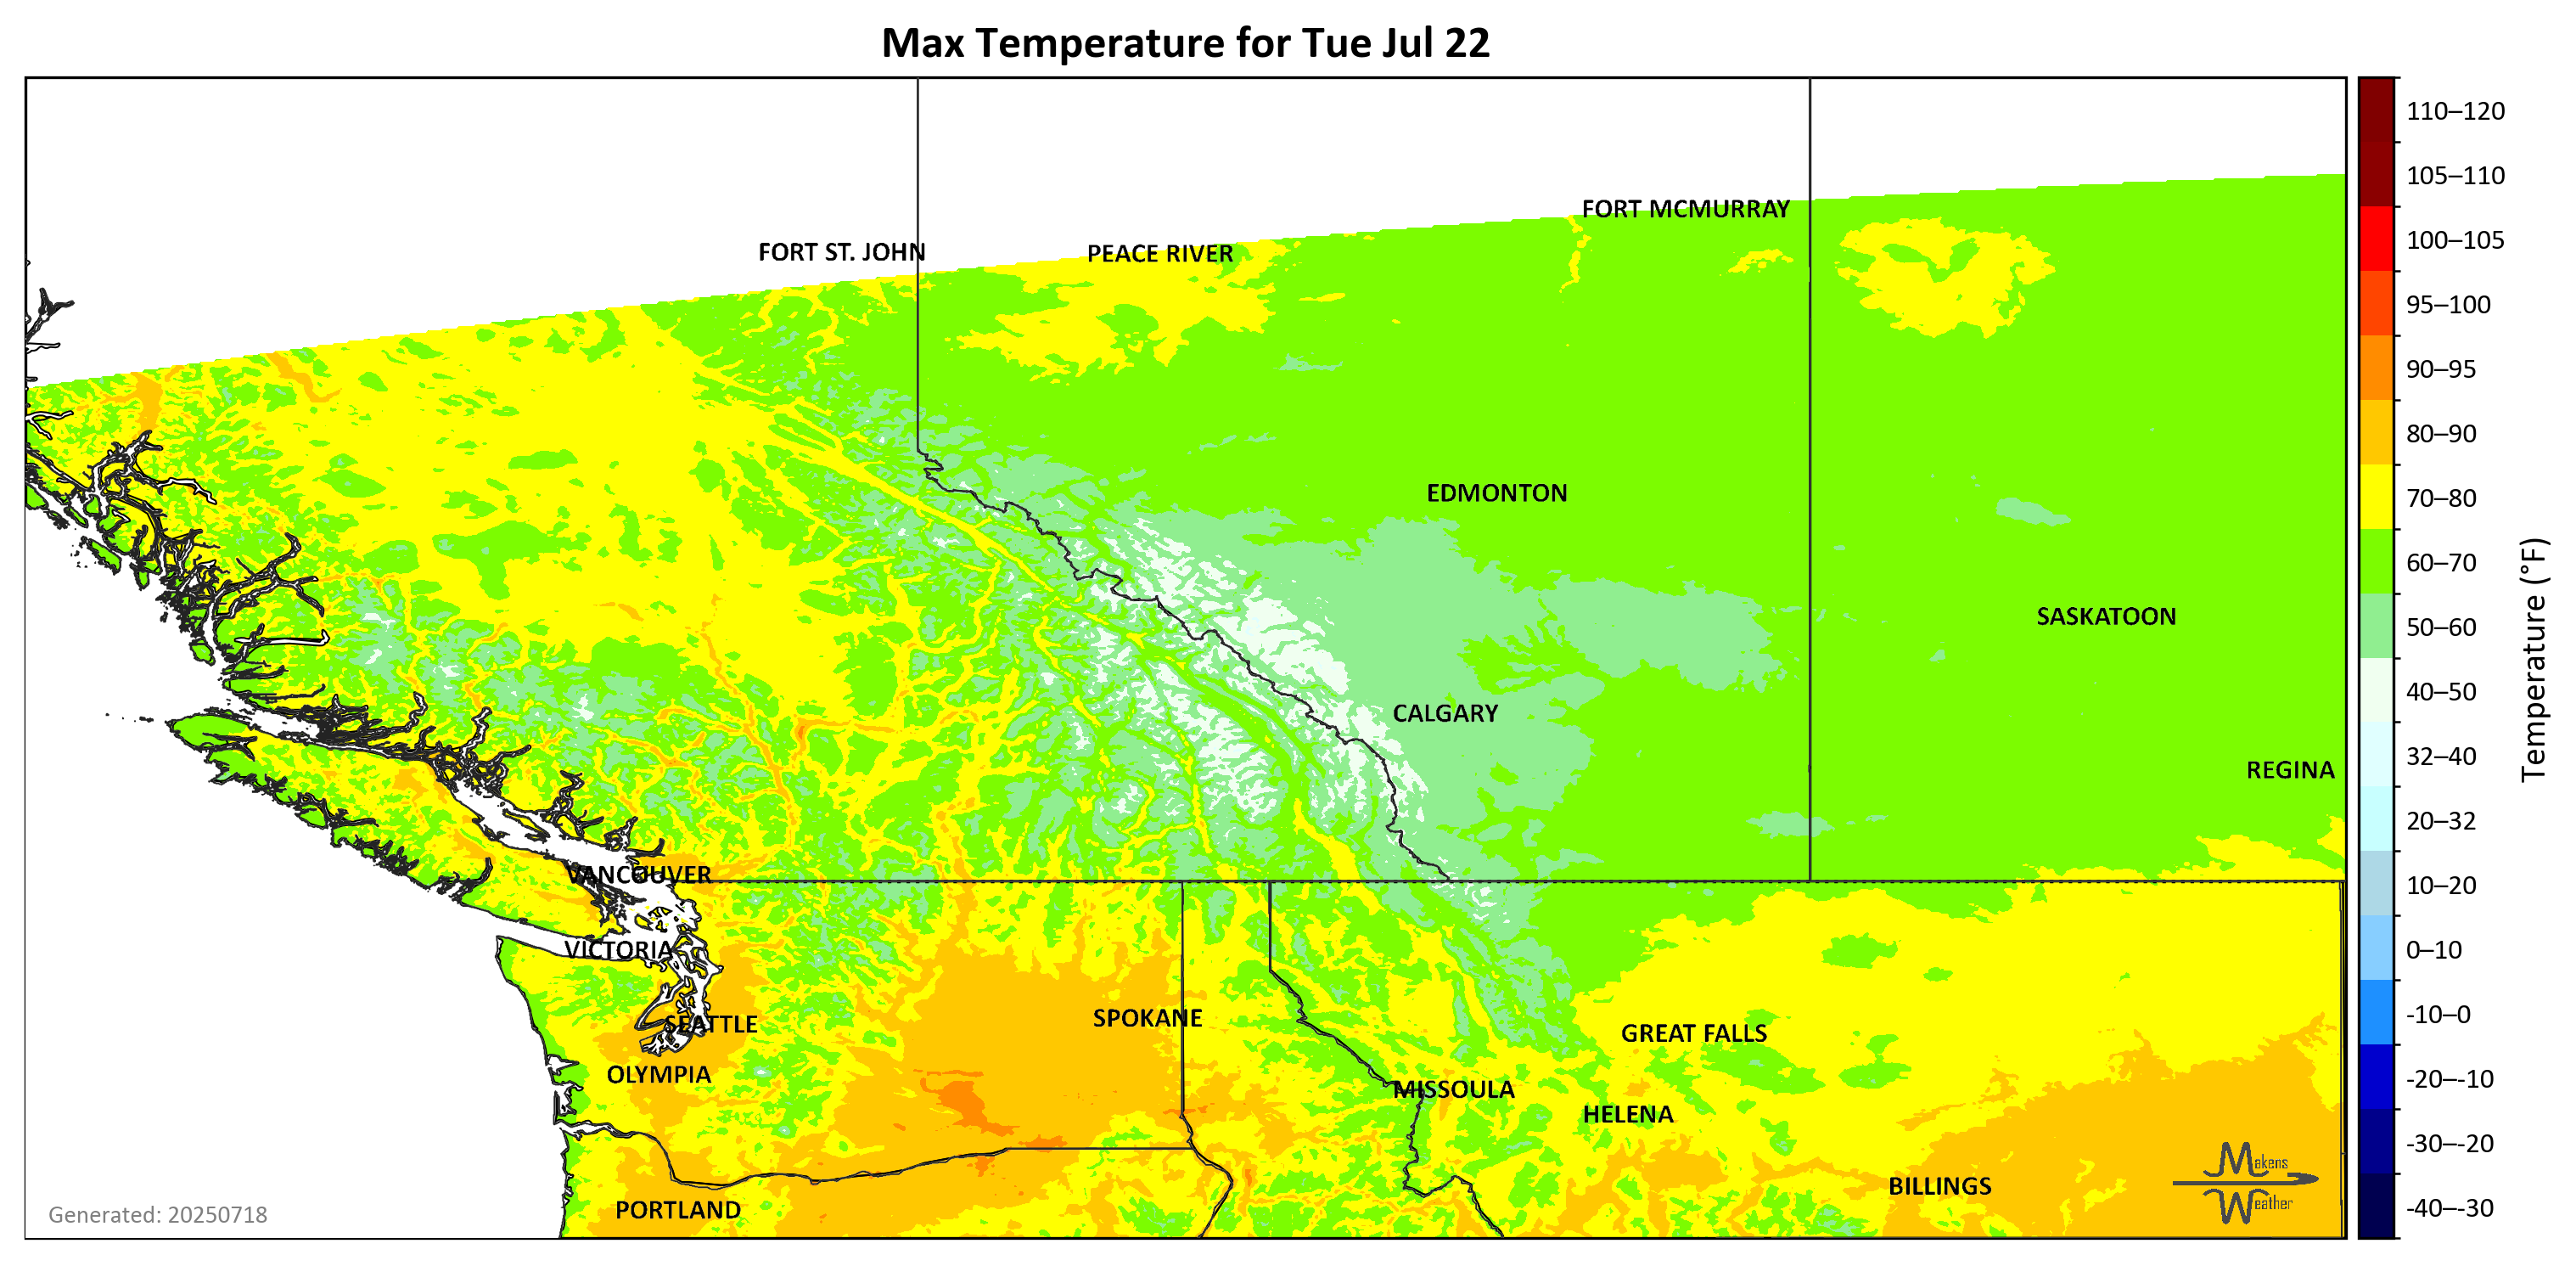 Max Temperature for Tue Jul 22
FORT MCMURRAY
FORT ST. JOHN
PEACE RIVER
EDMONTON
SASKATOON
CALGARY
REGINA
VANCOUVER
VICTORIA
SEATTLE
SPOKANE
GREAT FALLS
OLYMPIA
MISSOULA
HELENA
BILLINGS
PORTLAND
Makens
Weather
Generated: 20250718
110–120
105–110
100–105
95–100
90–95
80–90
70–80
60–70
50–60
40–50
32–40
20–32
10–20
0–10
-10–0
-20–-10
-30–-20
-40–-30
Temperature (°F)